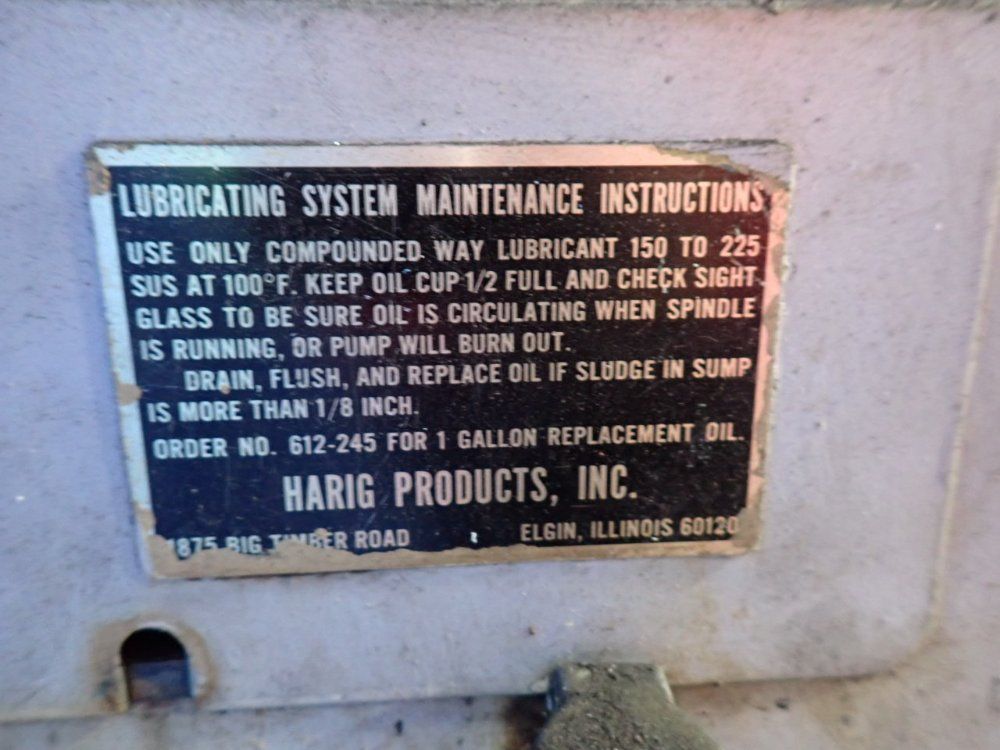 LUBRICATING SYSTEM MAINTENANCE INSTRUCTIONS
USE ONLY COMPOUNDED WAY LUBRICANT 150 TO 225
SUS AT 100°F. KEEP OIL CUP 1/2 FULL AND CHECK SIGHT
GLASS TO BE SURE OIL IS CIRCULATING WHEN SPINDLE
IS RUNNING, OR PUMP WILL BURN OUT.
DRAIN, FLUSH, AND REPLACE OIL IF SLUDGE IN SUMP
IS MORE THAN 1/8 INCH.
ORDER NO. 612-245 FOR 1 GALLON REPLACEMENT OIL.
HARIG PRODUCTS, INC.
1875 BIG TIMBER ROAD ELGIN, ILLINOIS 60120